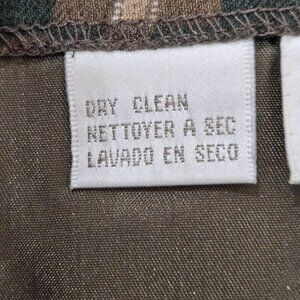 DRY CLEAN
NETTOYER A SEC
LAVADO EN SECO